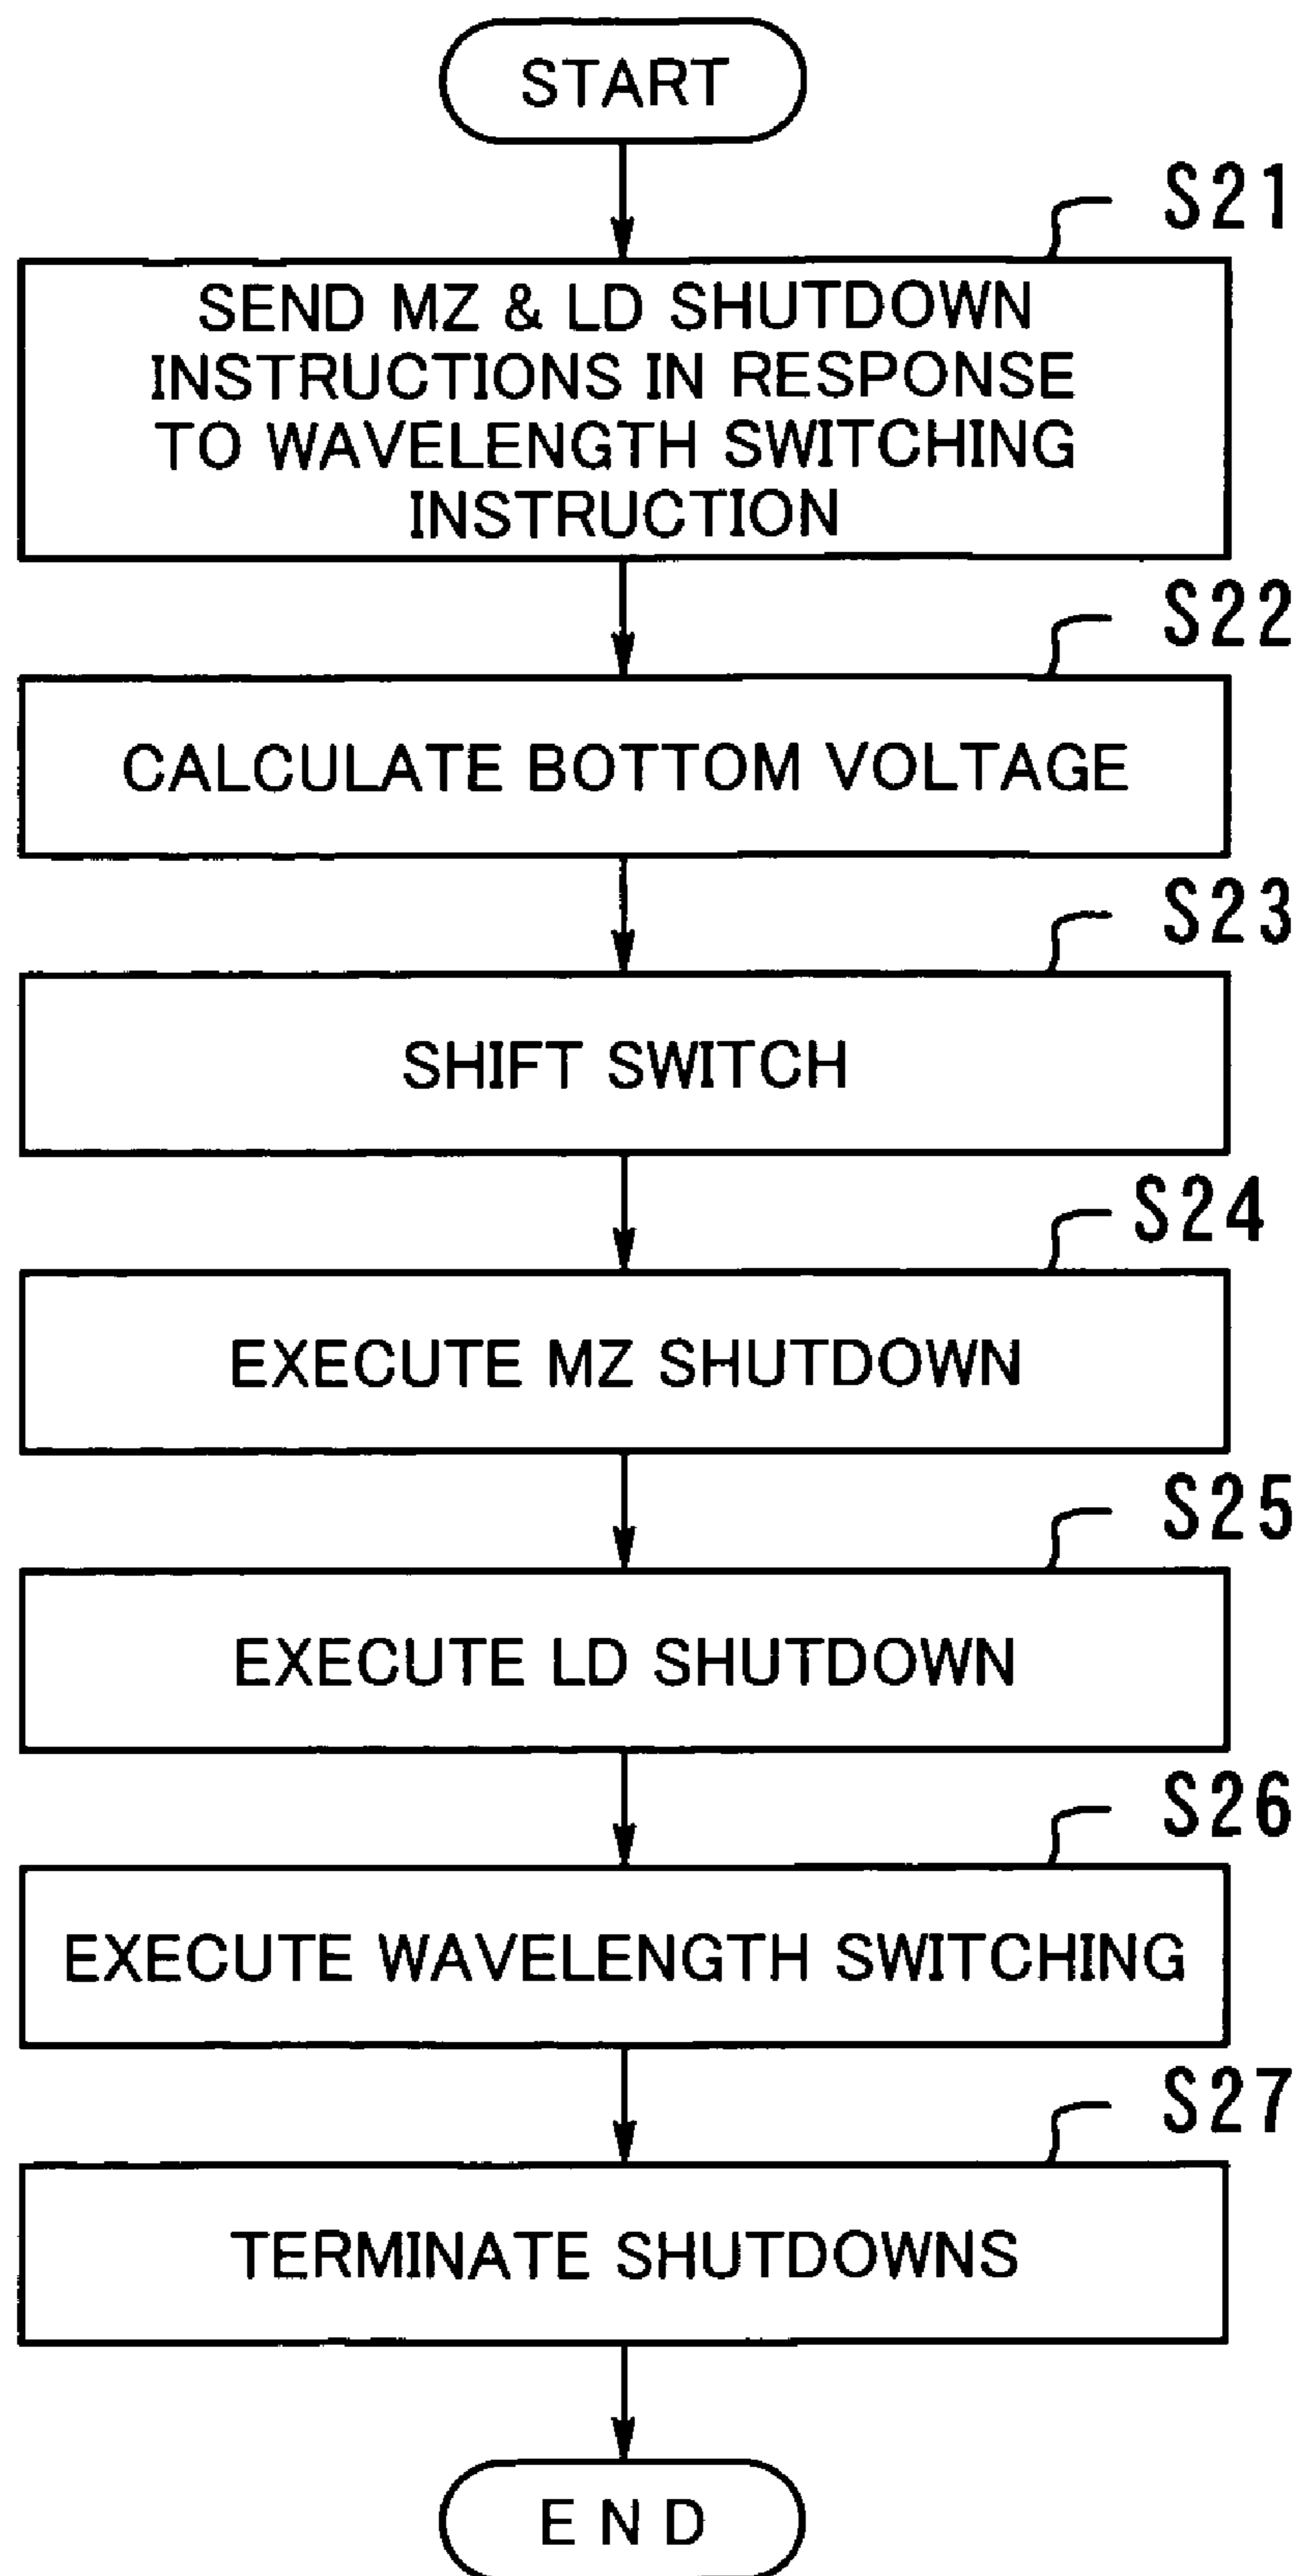 START
S21
SEND MZ & LD SHUTDOWN
INSTRUCTIONS IN RESPONSE
TO WAVELENGTH SWITCHING
INSTRUCTION
S22
CALCULATE BOTTOM VOLTAGE
S23
SHIFT SWITCH
S24
EXECUTE MZ SHUTDOWN
S25
EXECUTE LD SHUTDOWN
S26
EXECUTE WAVELENGTH SWITCHING
S27
TERMINATE SHUTDOWNS
END